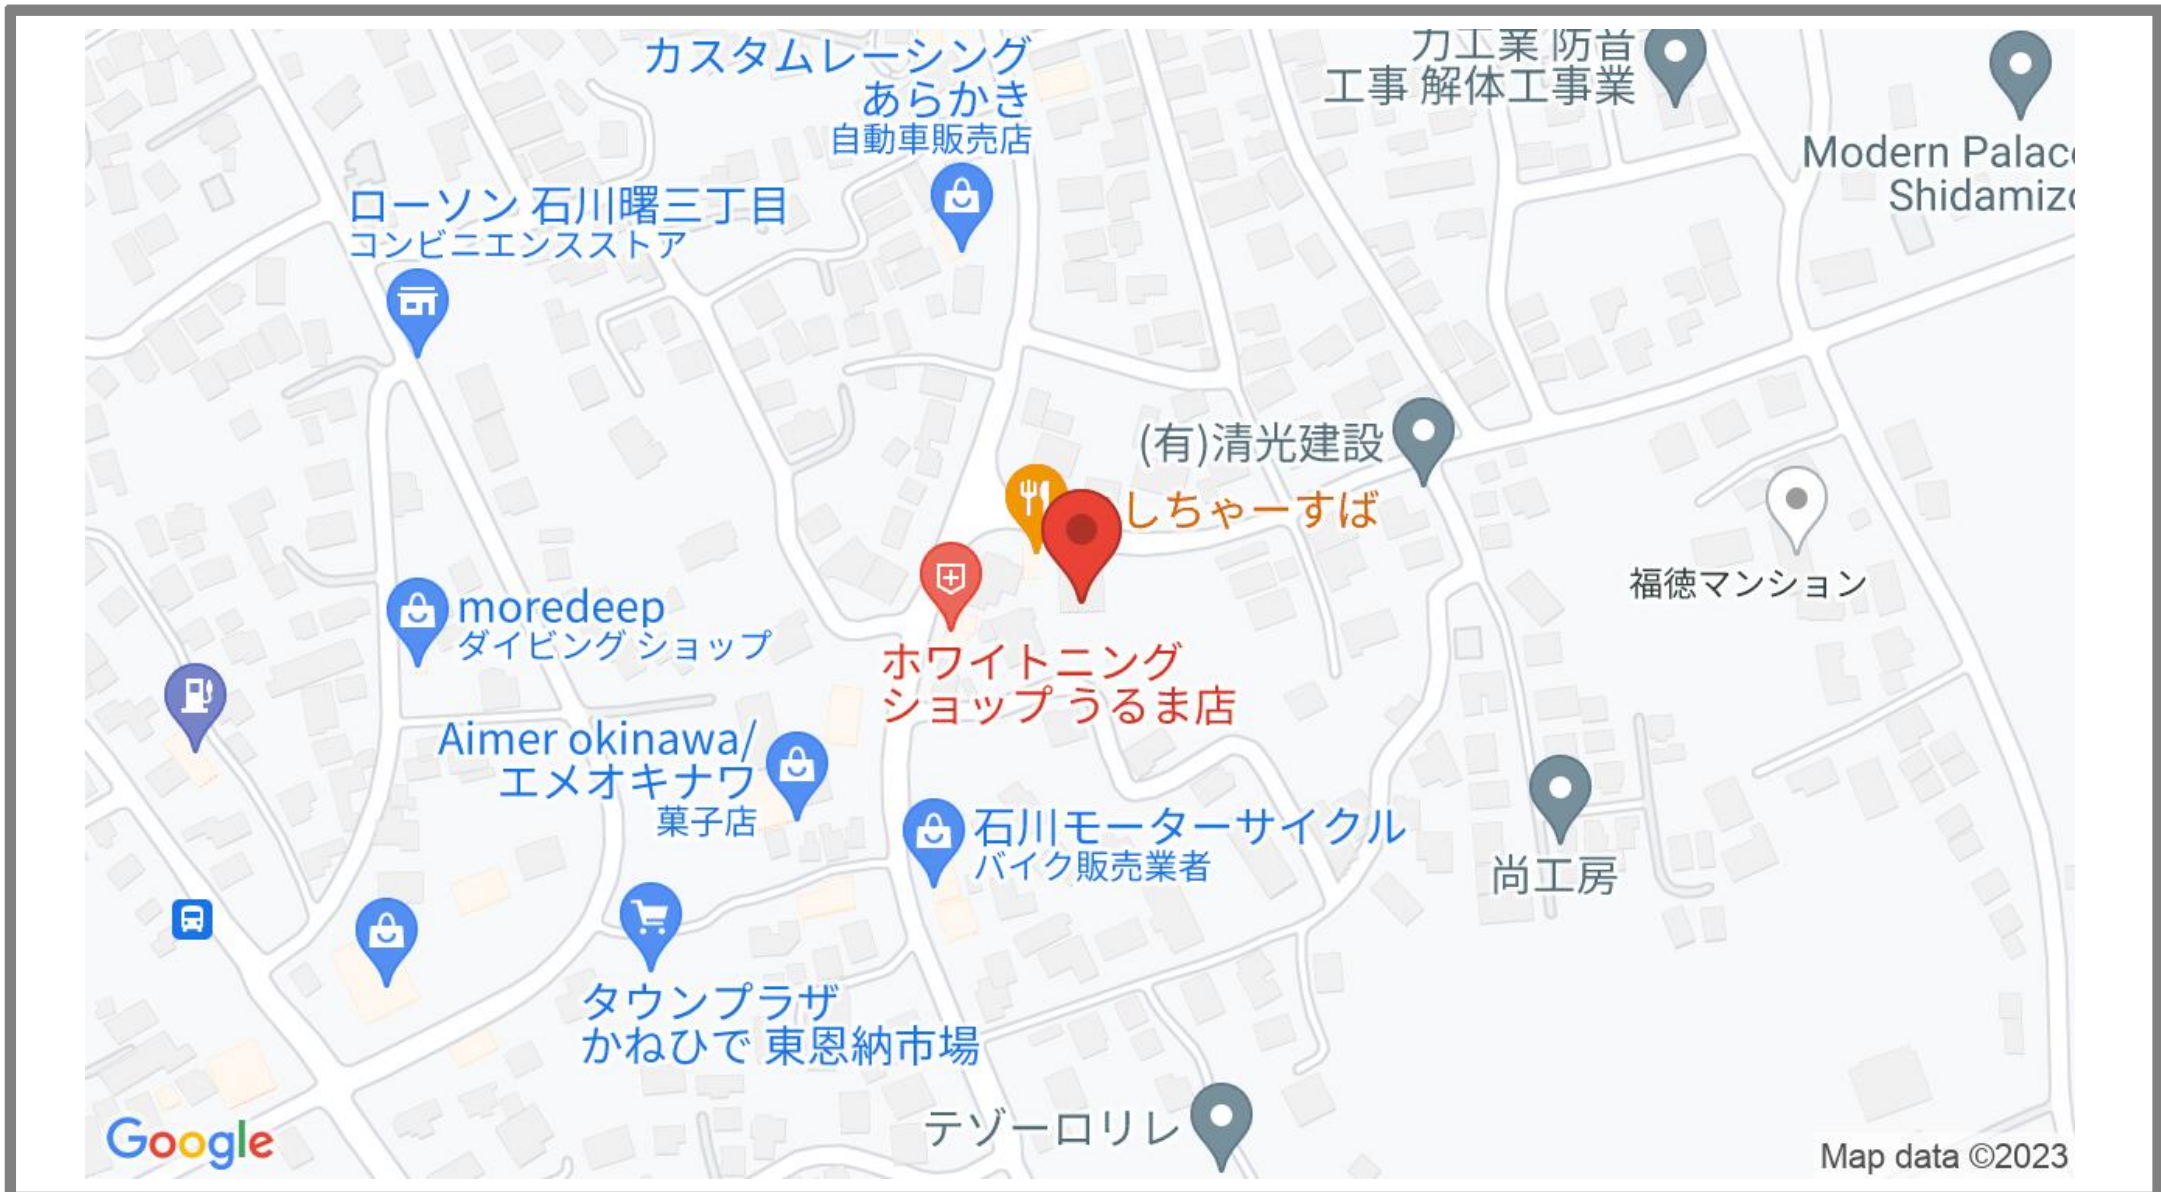 カスタムレーシング
あらかき
自動車販売店
力工業 防音
工事 解体工事業
Modern Palac
Shidamiz
ローソン 石川曙三丁目
コンビニエンスストア
(有)清光建設
しちゃーすば
福徳マンション
moredeep
ダイビング ショップ
ホワイトニング
ショップ うるま店
Aimer okinawa/
エメオキナワ
菓子店
石川モーターサイクル
バイク販売業者
尚工房
タウンプラザ
かねひで 東恩納市場
テゾーロリレ
Google
Map data ©2023